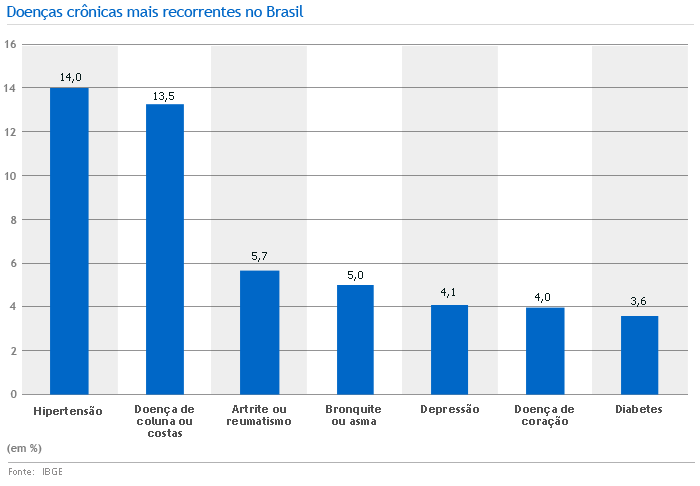 Doenças crônicas mais recorrentes no Brasil
16
14
12
10
8
6
4
2
0
14,0
13,5
5,7
5,0
4,1
4,0
3,6
Hipertensão
Doença de
coluna ou
costas
Artrite ou
reumatismo
Bronquite
ou asma
Depressão
Doença de
coração
Diabetes
(em %)
Fonte: IBGE